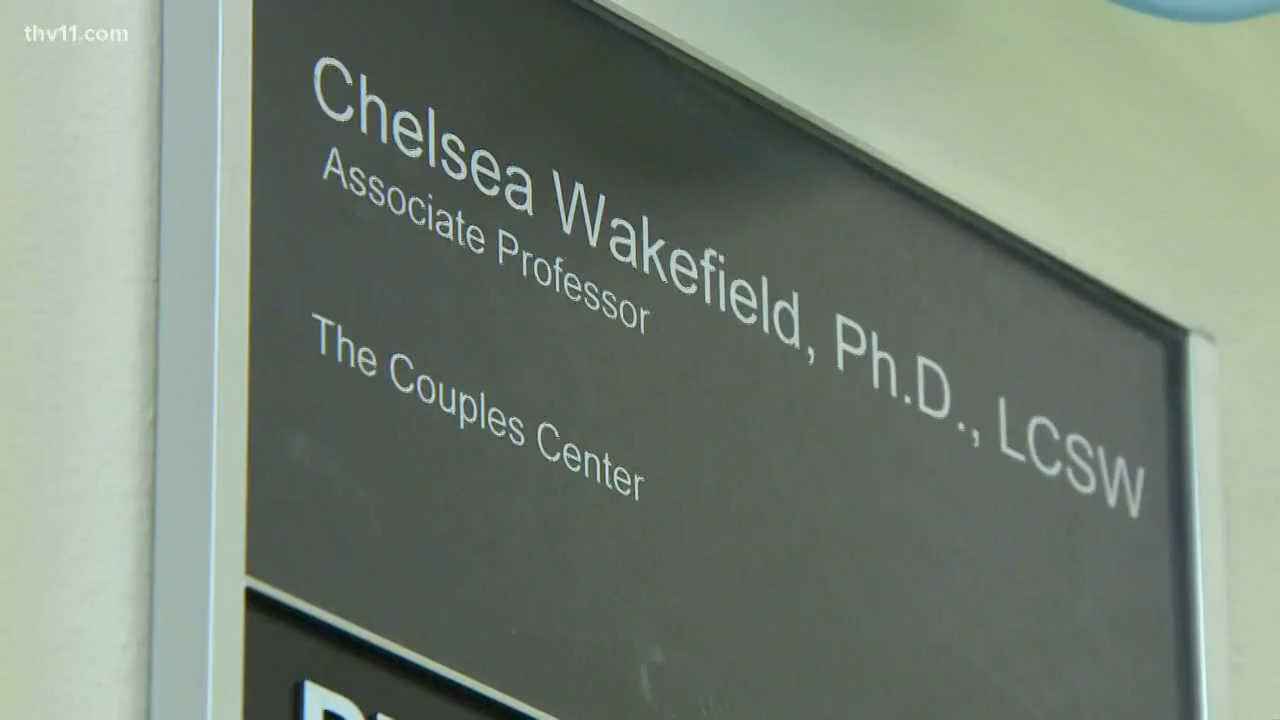 thv11.com
Chelsea Wakefield, Ph.D., LCSW
Associate Professor
The Couples Center